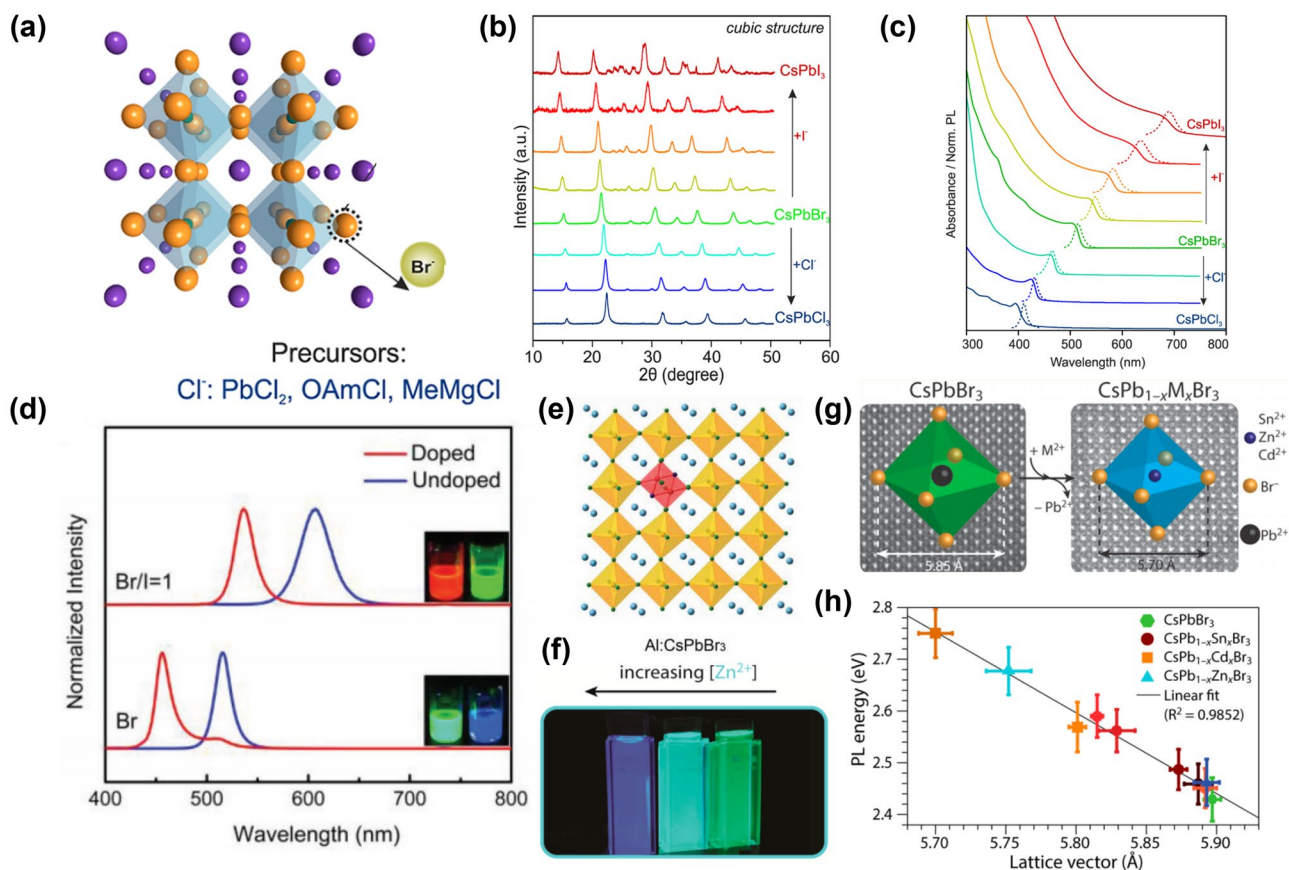 (a)
Br⁻
Precursors:
Cl⁻: PbCl₂, OAmCl, MeMgCl
(b)
cubic structure
Intensity (a.u.)
CsPbI₃
+I⁻
CsPbBr₃
+Cl⁻
CsPbCl₃
10 20 30 40 50 60
2θ (degree)
(c)
Absorbance / Norm. PL
CsPbI₃
+I⁻
CsPbBr₃
+Cl⁻
CsPbCl₃
300 400 500 600 700 800
Wavelength (nm)
(d)
Normalized Intensity
Doped
Undoped
Br/I=1
Br
400 500 600 700 800
Wavelength (nm)
(e)
Al:CsPbBr₃
(f)
increasing [Zn²⁺]
(g)
CsPbBr₃
5.85 Å
+ M²⁺
– Pb²⁺
CsPb₁₋ₓMₓBr₃
5.70 Å
Sn²⁺
Zn²⁺
Cd²⁺
Br⁻
Pb²⁺
(h)
PL energy (eV)
2.8
2.7
2.6
2.5
2.4
CsPbBr₃
CsPb₁₋ₓSnₓBr₃
CsPb₁₋ₓCdₓBr₃
CsPb₁₋ₓZnₓBr₃
Linear fit
(R² = 0.9852)
5.70 5.75 5.80 5.85 5.90
Lattice vector (Å)